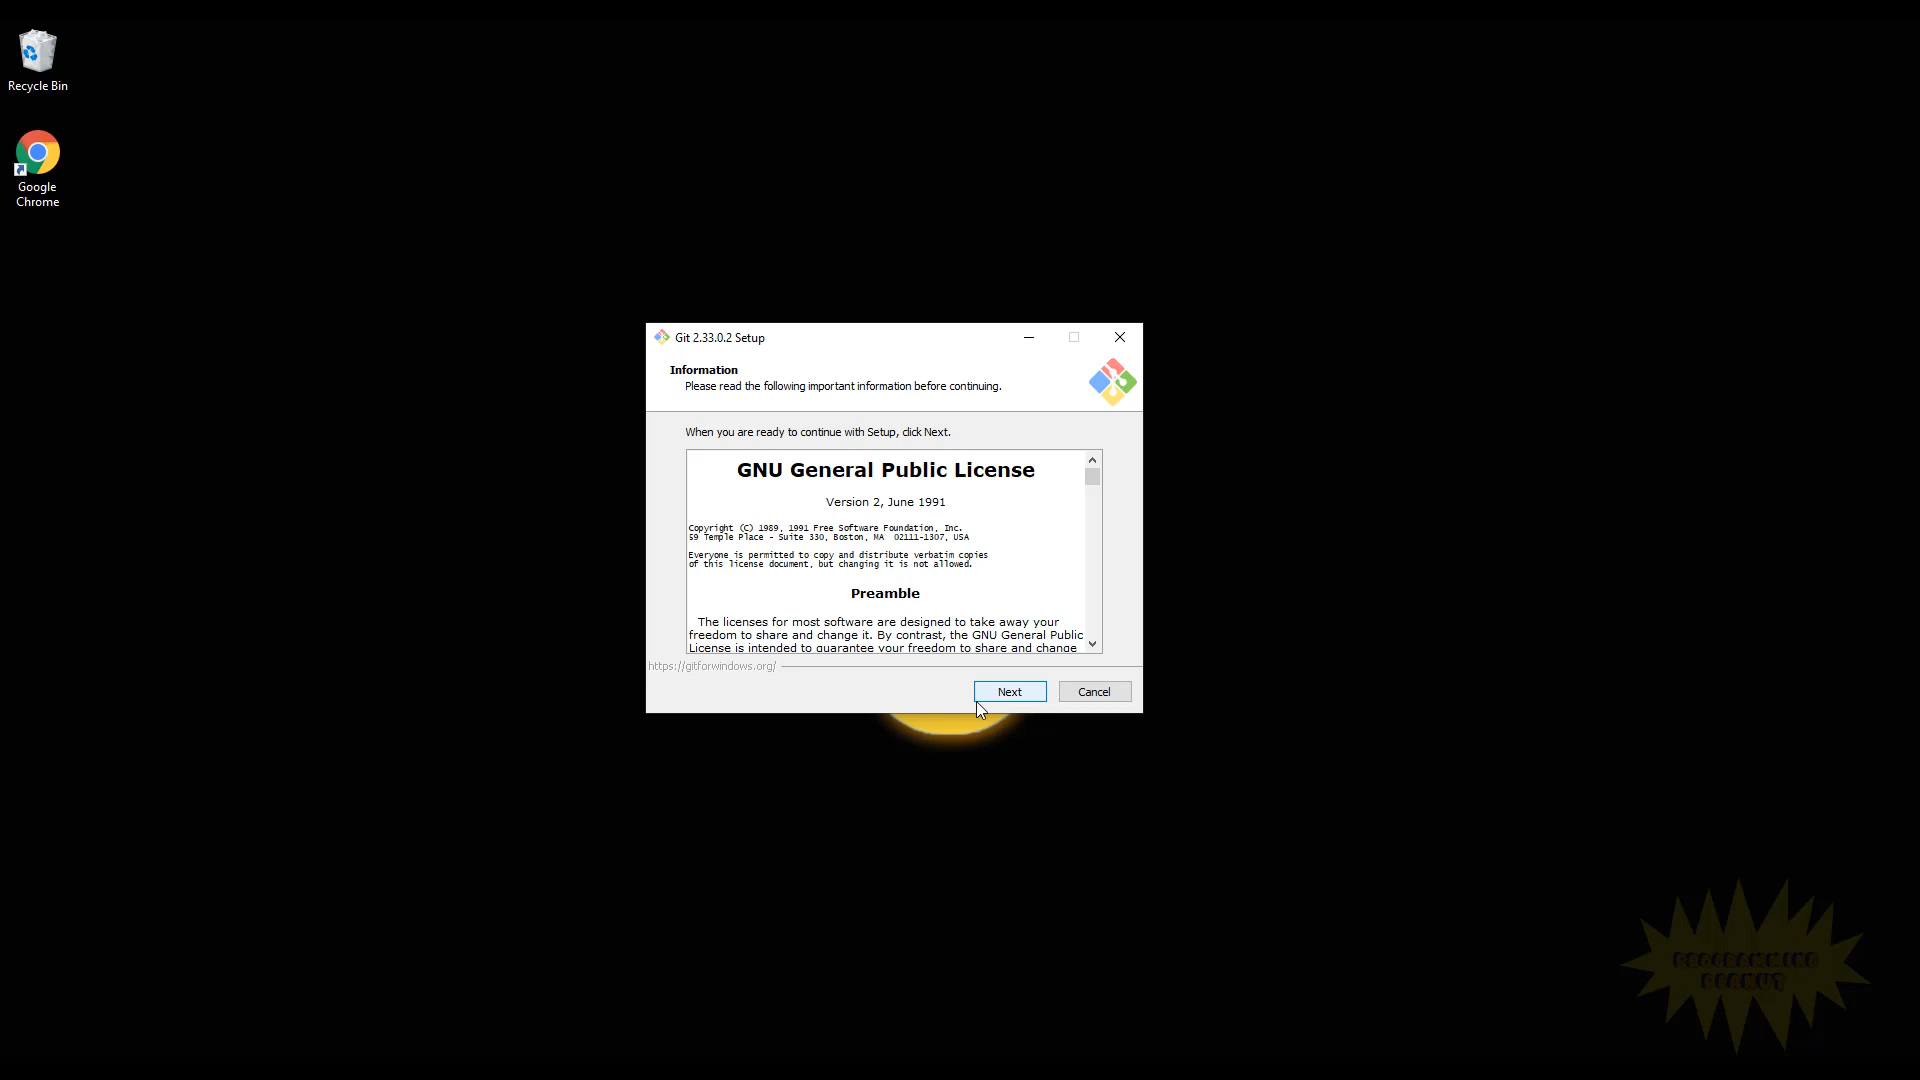 Recycle Bin
Google
Chrome
Git 2.33.0.2 Setup
Information
Please read the following important information before continuing.
When you are ready to continue with Setup, click Next.
GNU General Public License
Version 2, June 1991
Copyright (C) 1989, 1991 Free Software Foundation, Inc.
59 Temple Place - Suite 330, Boston, MA  02111-1307, USA
Everyone is permitted to copy and distribute verbatim copies
of this license document, but changing it is not allowed.
Preamble
The licenses for most software are designed to take away your
freedom to share and change it. By contrast, the GNU General Public
License is intended to guarantee your freedom to share and change
https://gitforwindows.org/
Next
Cancel
PROGRAMMING
PEANUT